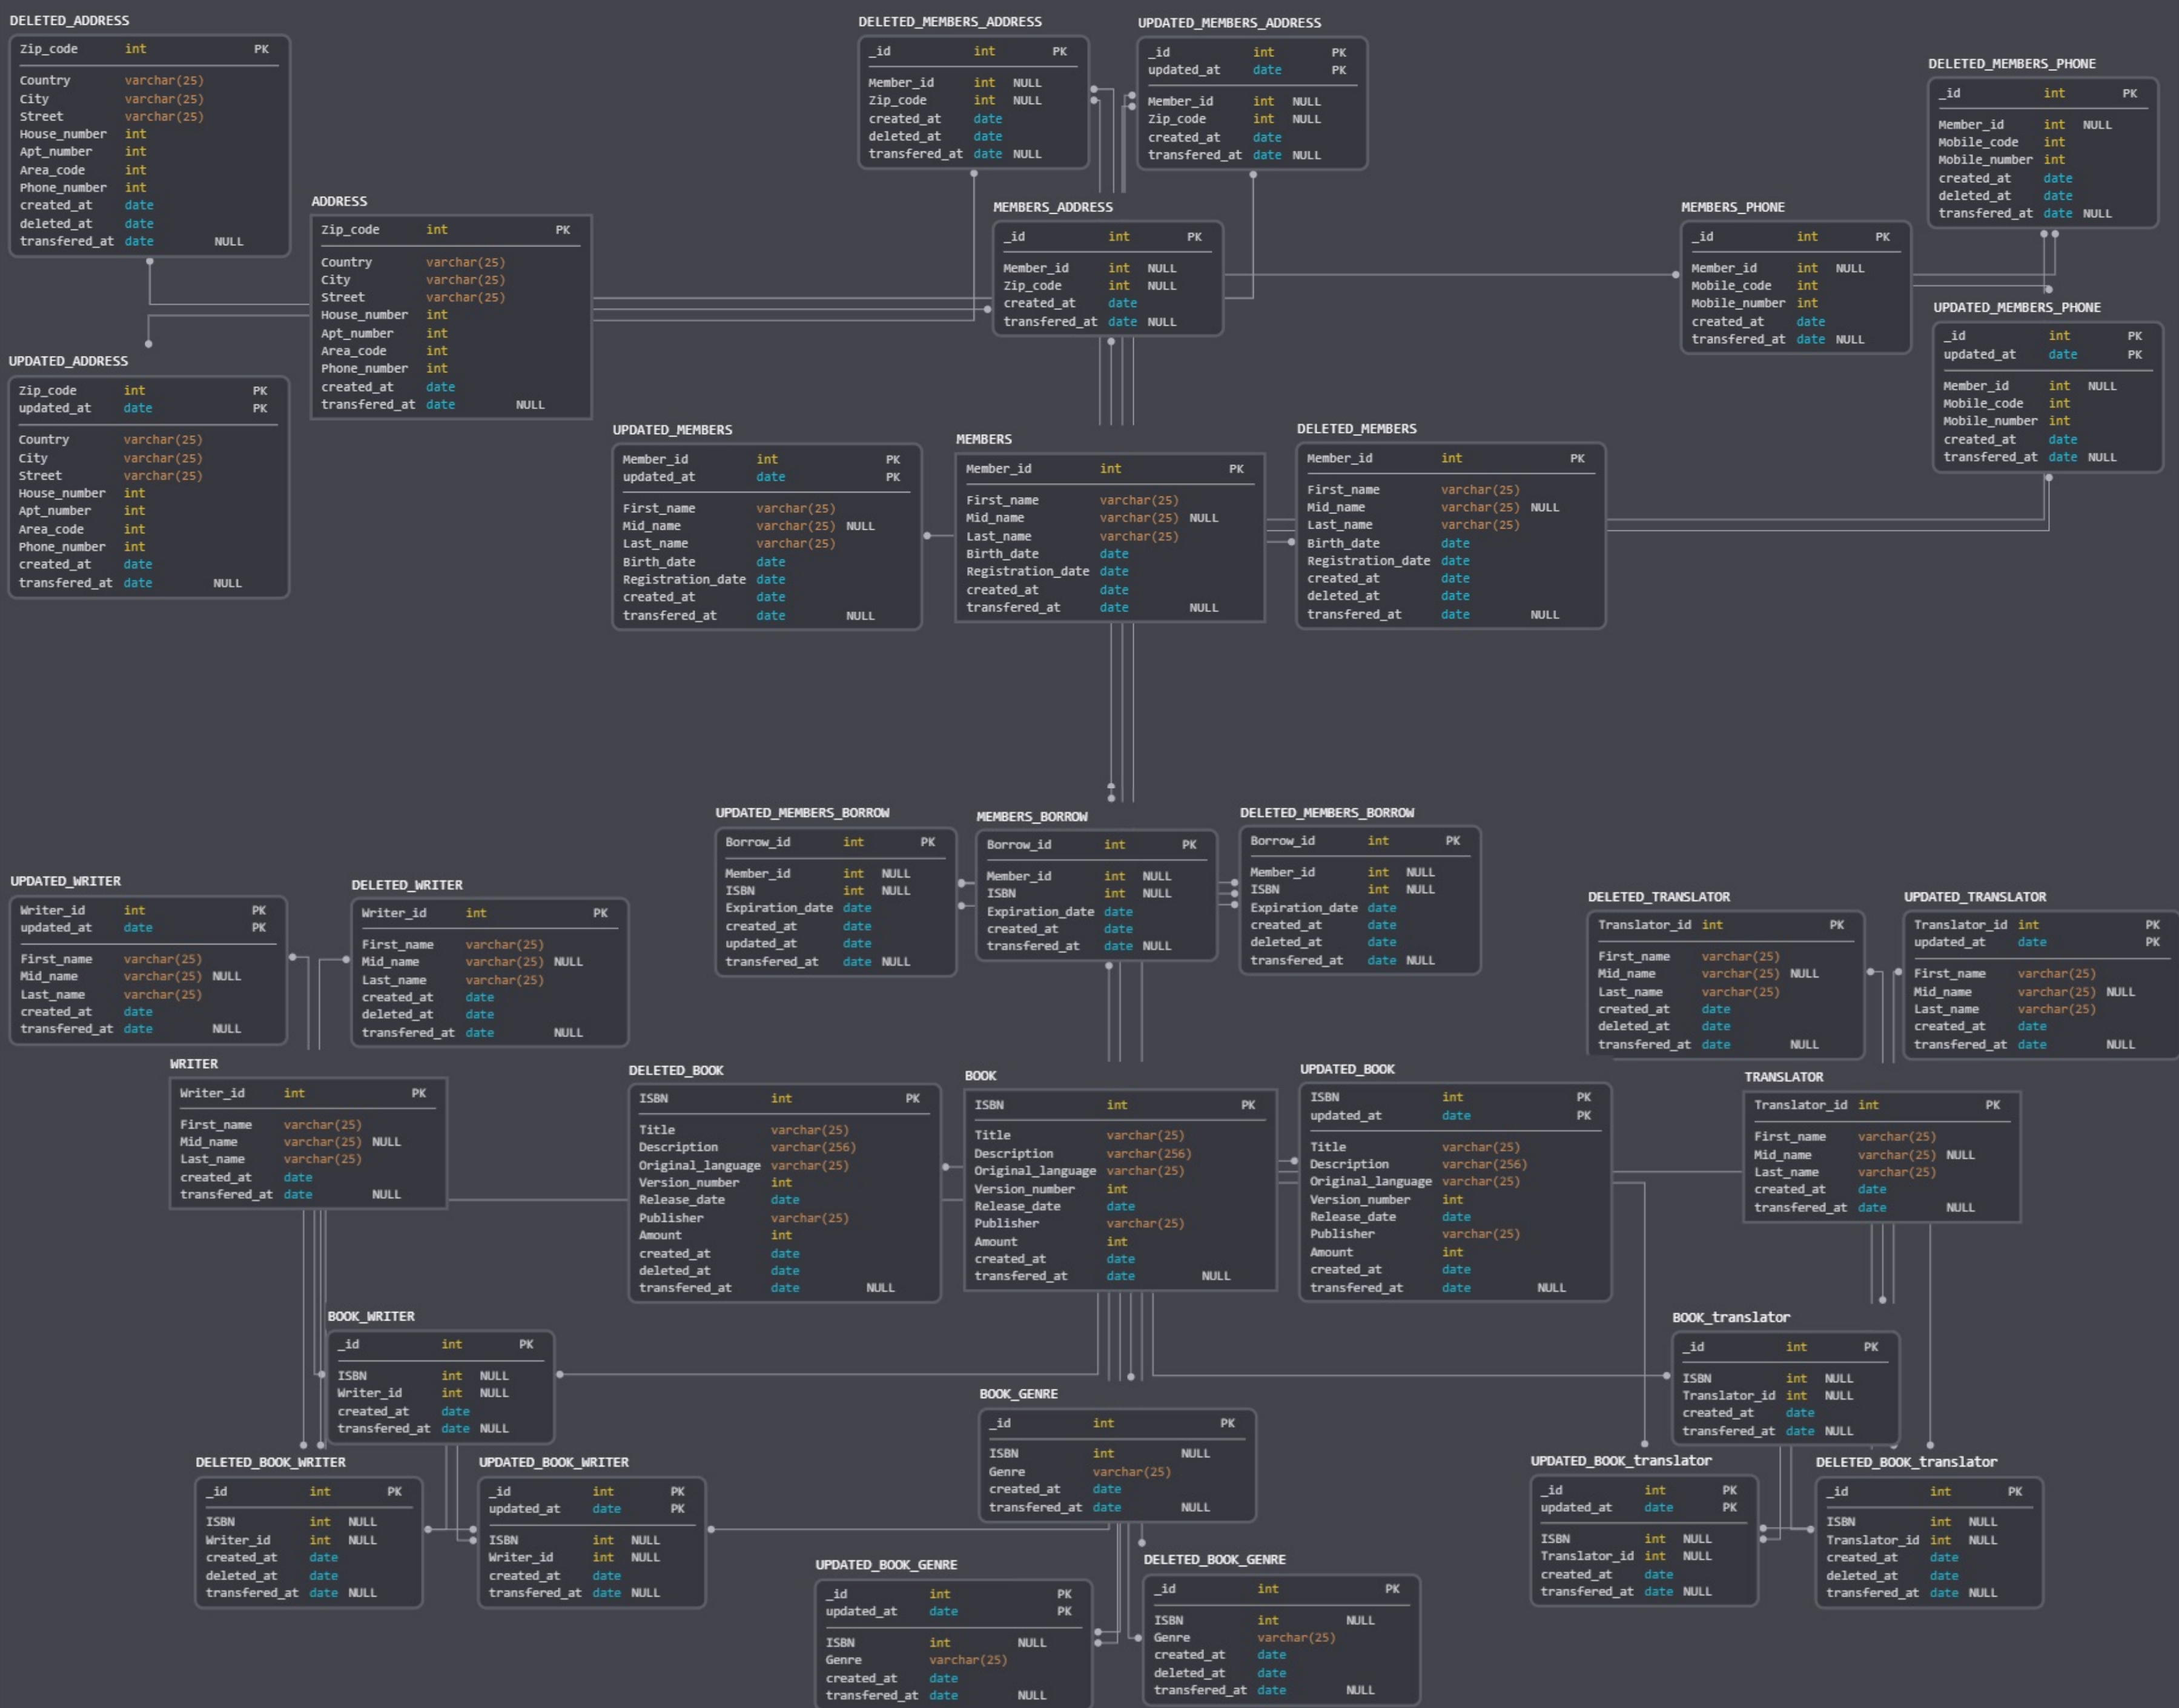 DELETED_ADDRESS
Zip_code int PK
Country varchar(25)
City varchar(25)
Street varchar(25)
House_number int
Apt_number int
Area_code int
Phone_number int
created_at date
deleted_at date
transfered_at date NULL
DELETED_MEMBERS_ADDRESS
_id int PK
Member_id int NULL
Zip_code int NULL
created_at date
deleted_at date
transfered_at date NULL
UPDATED_MEMBERS_ADDRESS
_id int PK
updated_at date PK
Member_id int NULL
Zip_code int NULL
created_at date
transfered_at date NULL
DELETED_MEMBERS_PHONE
_id int PK
Member_id int NULL
Mobile_code int
Mobile_number int
created_at date
deleted_at date
transfered_at date NULL
ADDRESS
Zip_code int PK
Country varchar(25)
City varchar(25)
Street varchar(25)
House_number int
Apt_number int
Area_code int
Phone_number int
created_at date
transfered_at date NULL
MEMBERS_ADDRESS
_id int PK
Member_id int NULL
Zip_code int NULL
created_at date
transfered_at date NULL
MEMBERS_PHONE
_id int PK
Member_id int NULL
Mobile_code int
Mobile_number int
created_at date
transfered_at date NULL
UPDATED_MEMBERS_PHONE
_id int PK
updated_at date PK
Member_id int NULL
Mobile_code int
Mobile_number int
created_at date
transfered_at date NULL
UPDATED_ADDRESS
Zip_code int PK
updated_at date PK
Country varchar(25)
City varchar(25)
Street varchar(25)
House_number int
Apt_number int
Area_code int
Phone_number int
created_at date
transfered_at date NULL
UPDATED_MEMBERS
Member_id int PK
updated_at date PK
First_name varchar(25)
Mid_name varchar(25) NULL
Last_name varchar(25)
Birth_date date
Registration_date date
created_at date
transfered_at date NULL
MEMBERS
Member_id int PK
First_name varchar(25)
Mid_name varchar(25) NULL
Last_name varchar(25)
Birth_date date
Registration_date date
created_at date
transfered_at date NULL
DELETED_MEMBERS
Member_id int PK
First_name varchar(25)
Mid_name varchar(25) NULL
Last_name varchar(25)
Birth_date date
Registration_date date
created_at date
deleted_at date
transfered_at date NULL
UPDATED_MEMBERS_BORROW
Borrow_id int PK
Member_id int NULL
ISBN int NULL
Expiration_date date
created_at date
updated_at date
transfered_at date NULL
MEMBERS_BORROW
Borrow_id int PK
Member_id int NULL
ISBN int NULL
Expiration_date date
created_at date
transfered_at date NULL
DELETED_MEMBERS_BORROW
Borrow_id int PK
Member_id int NULL
ISBN int NULL
Expiration_date date
created_at date
deleted_at date
transfered_at date NULL
UPDATED_WRITER
Writer_id int PK
updated_at date PK
First_name varchar(25)
Mid_name varchar(25) NULL
Last_name varchar(25)
created_at date
transfered_at date NULL
DELETED_WRITER
Writer_id int PK
First_name varchar(25)
Mid_name varchar(25) NULL
Last_name varchar(25)
created_at date
deleted_at date
transfered_at date NULL
DELETED_TRANSLATOR
Translator_id int PK
First_name varchar(25)
Mid_name varchar(25) NULL
Last_name varchar(25)
created_at date
deleted_at date
transfered_at date NULL
UPDATED_TRANSLATOR
Translator_id int PK
updated_at date PK
First_name varchar(25)
Mid_name varchar(25) NULL
Last_name varchar(25)
created_at date
transfered_at date NULL
WRITER
Writer_id int PK
First_name varchar(25)
Mid_name varchar(25) NULL
Last_name varchar(25)
created_at date
transfered_at date NULL
DELETED_BOOK
ISBN int PK
Title varchar(25)
Description varchar(256)
Original_language varchar(25)
Version_number int
Release_date date
Publisher varchar(25)
Amount int
created_at date
deleted_at date
transfered_at date NULL
BOOK
ISBN int PK
Title varchar(25)
Description varchar(256)
Original_language varchar(25)
Version_number int
Release_date date
Publisher varchar(25)
Amount int
created_at date
transfered_at date NULL
UPDATED_BOOK
ISBN int PK
updated_at date PK
Title varchar(25)
Description varchar(256)
Original_language varchar(25)
Version_number int
Release_date date
Publisher varchar(25)
Amount int
created_at date
transfered_at date NULL
TRANSLATOR
Translator_id int PK
First_name varchar(25)
Mid_name varchar(25) NULL
Last_name varchar(25)
created_at date
transfered_at date NULL
BOOK_WRITER
_id int PK
ISBN int NULL
Writer_id int NULL
created_at date
transfered_at date NULL
BOOK_translator
_id int PK
ISBN int NULL
Translator_id int NULL
created_at date
transfered_at date NULL
BOOK_GENRE
_id int PK
ISBN int NULL
Genre varchar(25)
created_at date
transfered_at date NULL
DELETED_BOOK_WRITER
_id int PK
ISBN int NULL
Writer_id int NULL
created_at date
deleted_at date
transfered_at date NULL
UPDATED_BOOK_WRITER
_id int PK
updated_at date PK
ISBN int NULL
Writer_id int NULL
created_at date
transfered_at date NULL
UPDATED_BOOK_translator
_id int PK
updated_at date PK
ISBN int NULL
Translator_id int NULL
created_at date
transfered_at date NULL
DELETED_BOOK_translator
_id int PK
ISBN int NULL
Translator_id int NULL
created_at date
deleted_at date
transfered_at date NULL
UPDATED_BOOK_GENRE
_id int PK
updated_at date PK
ISBN int NULL
Genre varchar(25)
created_at date
transfered_at date NULL
DELETED_BOOK_GENRE
_id int PK
ISBN int NULL
Genre varchar(25)
created_at date
deleted_at date
transfered_at date NULL